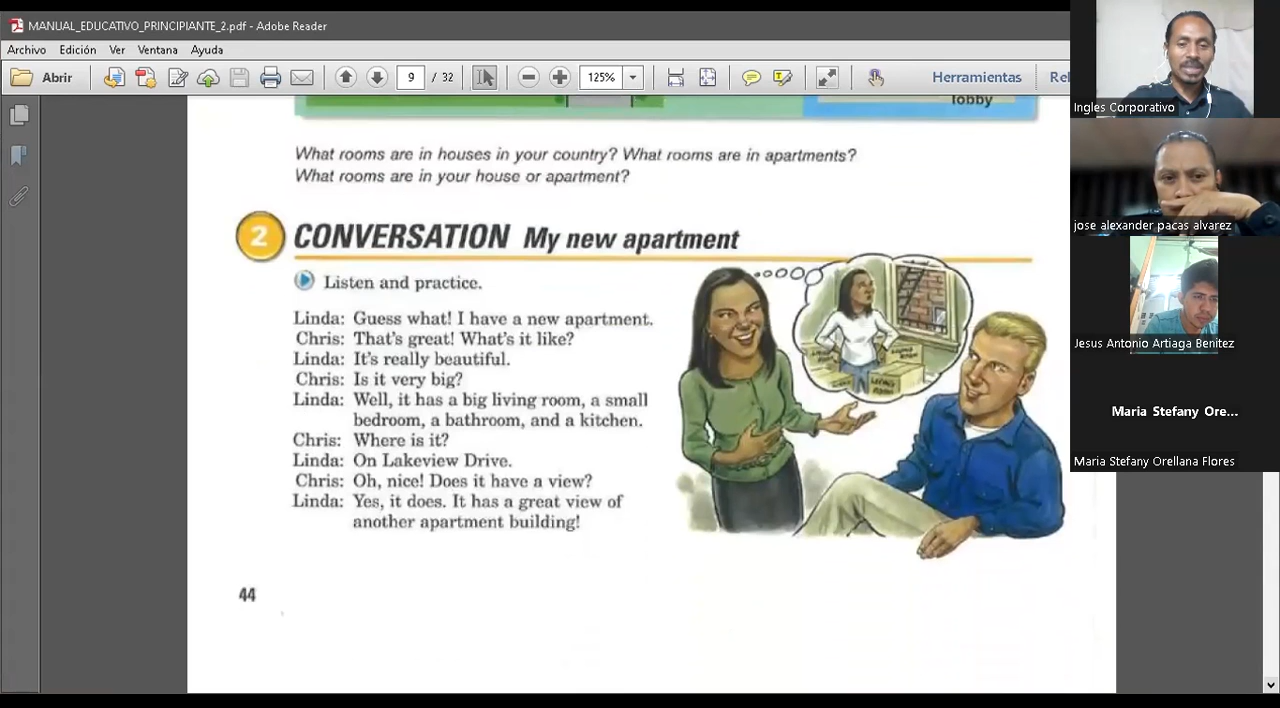 MANUAL_EDUCATIVO_PRINCIPIANTE_2.pdf - Adobe Reader
Archivo Edición Ver Ventana Ayuda
Abrir 9 / 32 125% Herramientas
lobby
What rooms are in houses in your country? What rooms are in apartments?
What rooms are in your house or apartment?
2 CONVERSATION My new apartment
Listen and practice.
Linda: Guess what! I have a new apartment.
Chris: That's great! What's it like?
Linda: It's really beautiful.
Chris: Is it very big?
Linda: Well, it has a big living room, a small
bedroom, a bathroom, and a kitchen.
Chris: Where is it?
Linda: On Lakeview Drive.
Chris: Oh, nice! Does it have a view?
Linda: Yes, it does. It has a great view of
another apartment building!
44
Ingles Corporativo
jose alexander pacas alvarez
Jesus Antonio Artiaga Benitez
Maria Stefany Ore...
Maria Stefany Orellana Flores